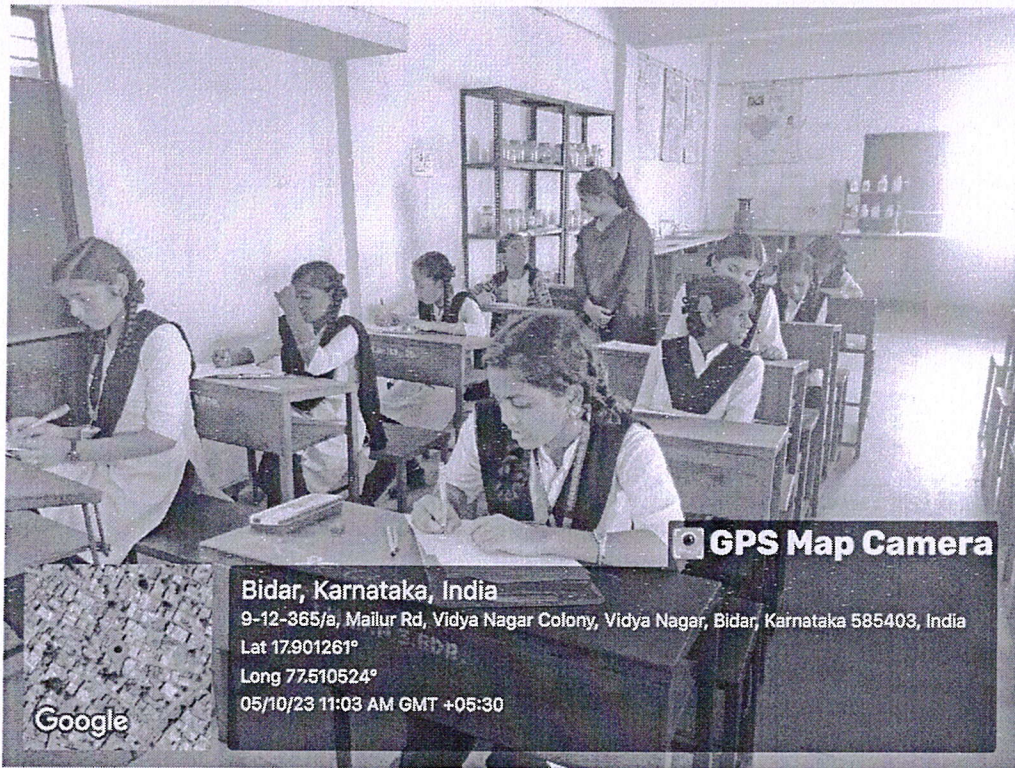 GPS Map Camera
Bidar, Karnataka, India
9-12-365/a, Mailur Rd, Vidya Nagar Colony, Vidya Nagar, Bidar, Karnataka 585403, India
Lat 17.901261°
Long 77.510524°
05/10/23 11:03 AM GMT +05:30
Google